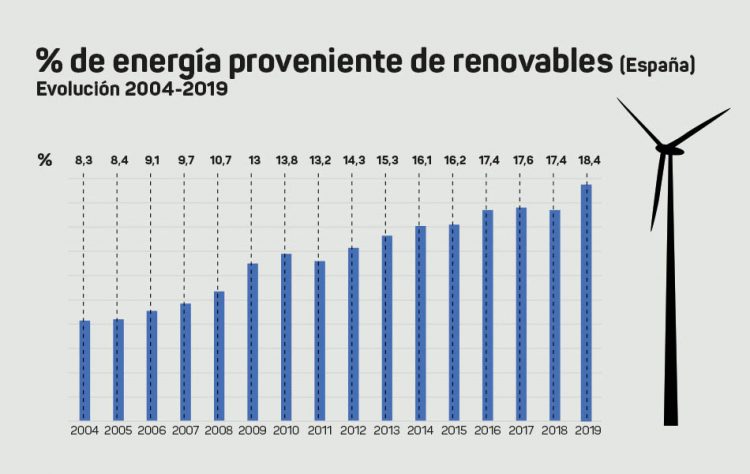 % de energía proveniente de renovables (España)
Evolución 2004-2019
% 8,3 8,4 9,1 9,7 10,7 13 13,8 13,2 14,3 15,3 16,1 16,2 17,4 17,6 17,4 18,4
2004 2005 2006 2007 2008 2009 2010 2011 2012 2013 2014 2015 2016 2017 2018 2019